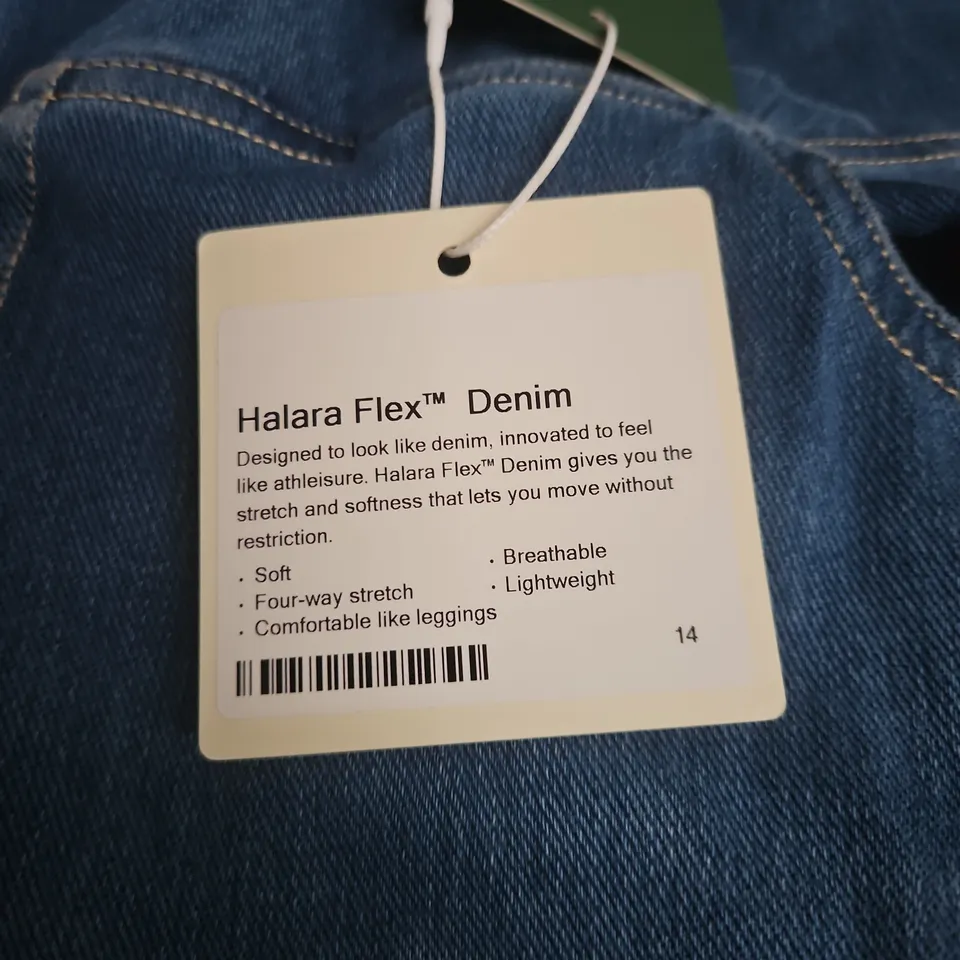 Halara Flex™ Denim
Designed to look like denim, innovated to feel
like athleisure. Halara Flex™ Denim gives you the
stretch and softness that lets you move without
restriction.
· Soft
· Four-way stretch
· Comfortable like leggings
· Breathable
· Lightweight
14